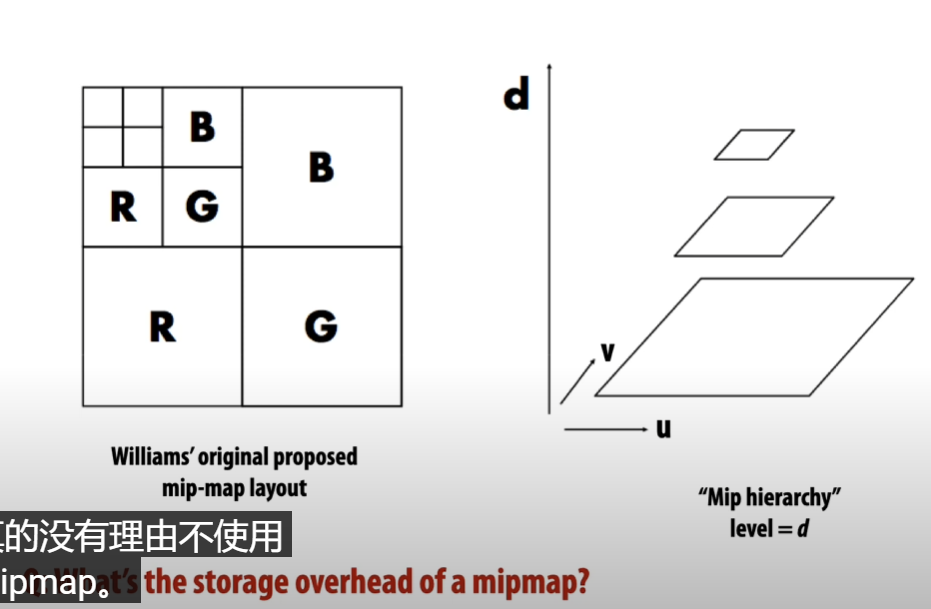 d
B
B
R
G
R
G
v
u
Williams' original proposed
mip-map layout
“Mip hierarchy”
level = d
的没有理由不使用
ipmap。
What's the storage overhead of a mipmap?